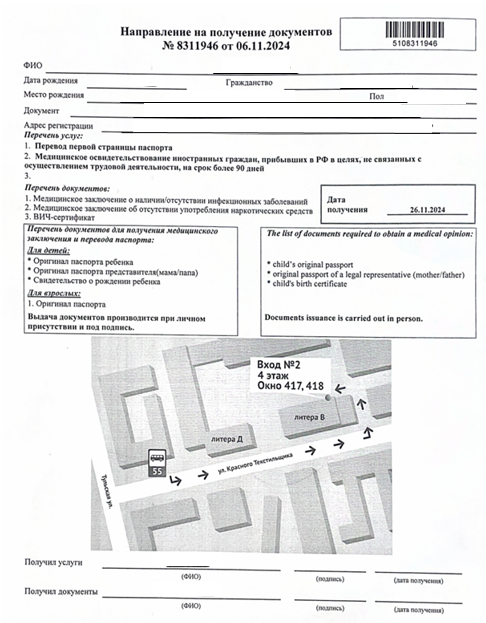 Направление на получение документов
№ 8311946 от 06.11.2024
5108311946
ФИО
Дата рождения Гражданство
Место рождения Пол
Документ
Адрес регистрации
Перечень услуг:
1. Перевод первой страницы паспорта
2. Медицинское освидетельствование иностранных граждан, прибывших в РФ в целях, не связанных с
осуществлением трудовой деятельности, на срок более 90 дней
3.
Перечень документов:
1. Медицинское заключение о наличии/отсутствии инфекционных заболеваний
2. Медицинское заключение об отсутствии употребления наркотических средств
3. ВИЧ-сертификат
Дата
получения 26.11.2024
Перечень документов для получения медицинского
заключения и перевода паспорта:
Для детей:
* Оригинал паспорта ребенка
* Оригинал паспорта представителя(мама/папа)
* Свидетельство о рождении ребенка
Для взрослых:
1. Оригинал паспорта
Выдача документов производится при личном
присутствии и под подпись.
The list of documents required to obtain a medical opinion:
* child's original passport
* original passport of a legal representative (mother/father)
* child's birth certificate
Documents issuance is carried out in person.
Вход №2
4 этаж
Окно 417, 418
литера В
литера Д
ул. Красного Текстильщика
55
Тульская ул.
Получил услуги
(ФИО) (подпись) (дата получения)
Получил документы
(ФИО) (подпись) (дата получения)